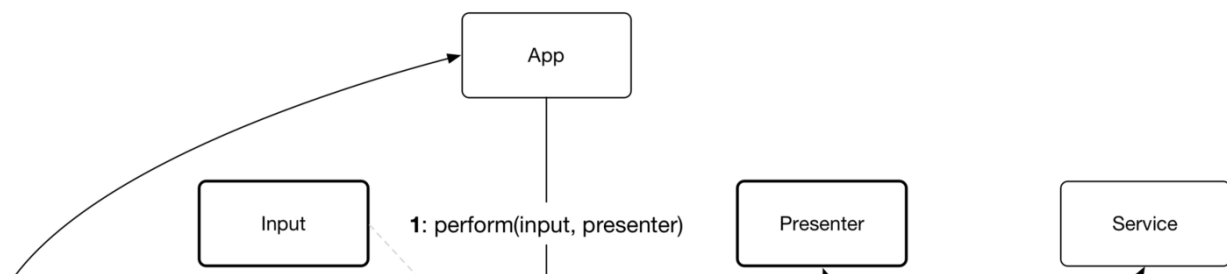 App
Input
1: perform(input, presenter)
Presenter
Service